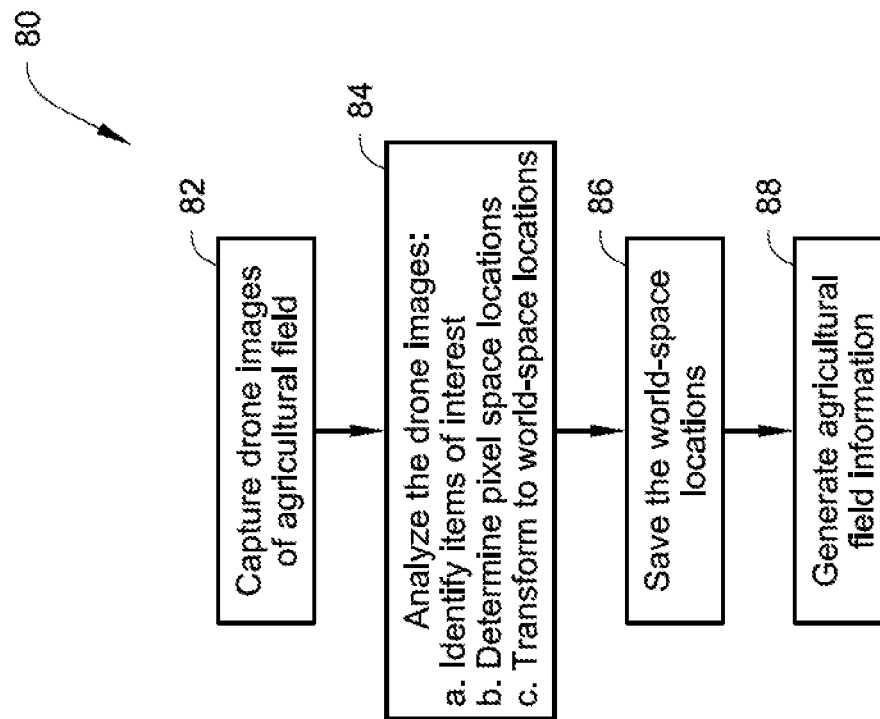 80
82
Capture drone images
of agricultural field
84
Analyze the drone images:
a. Identify items of interest
b. Determine pixel space locations
c. Transform to world-space locations
86
Save the world-space
locations
88
Generate agricultural
field information